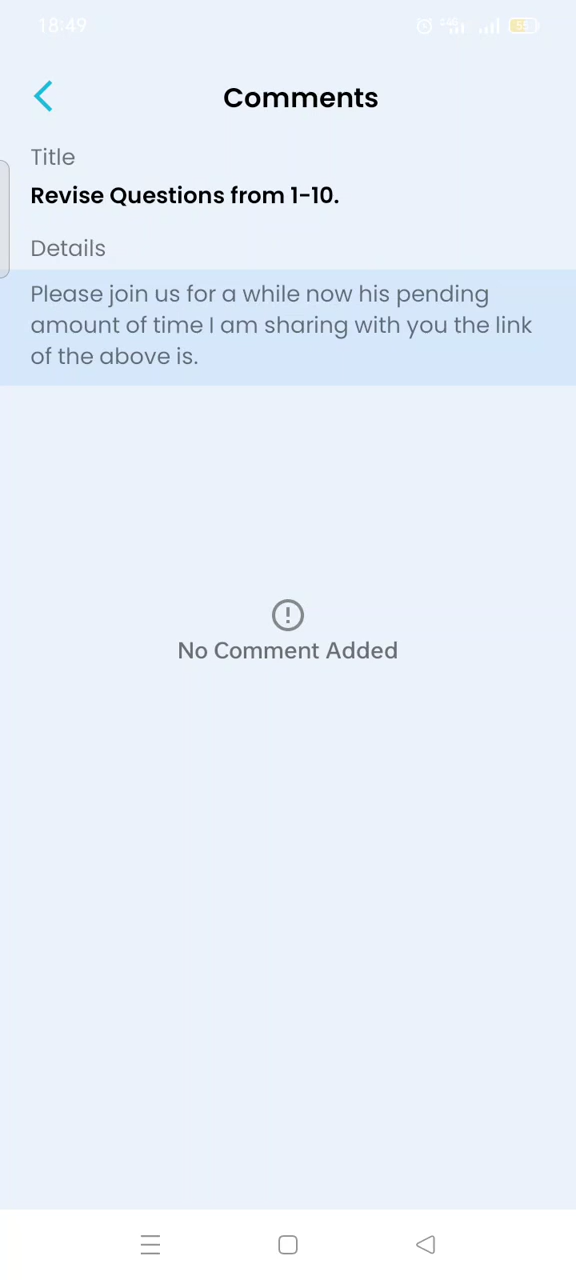 18:49
55
Comments
Title
Revise Questions from 1-10.
Details
Please join us for a while now his pending
amount of time I am sharing with you the link
of the above is.
No Comment Added